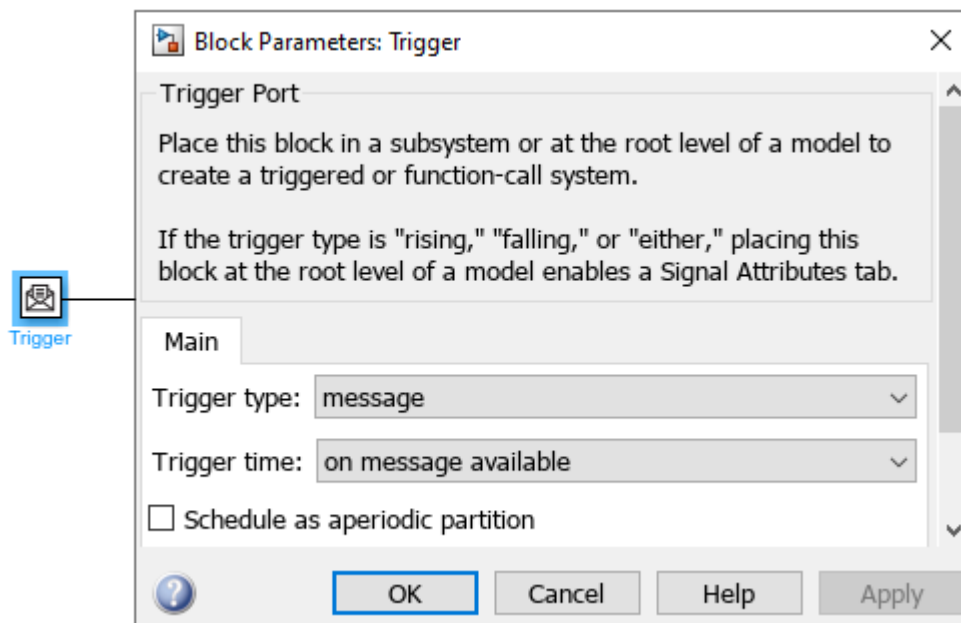 Block Parameters: Trigger
Trigger Port
Place this block in a subsystem or at the root level of a model to
create a triggered or function-call system.
If the trigger type is "rising," "falling," or "either," placing this
block at the root level of a model enables a Signal Attributes tab.
Trigger
Main
Trigger type: message
Trigger time: on message available
Schedule as aperiodic partition
? OK Cancel Help Apply